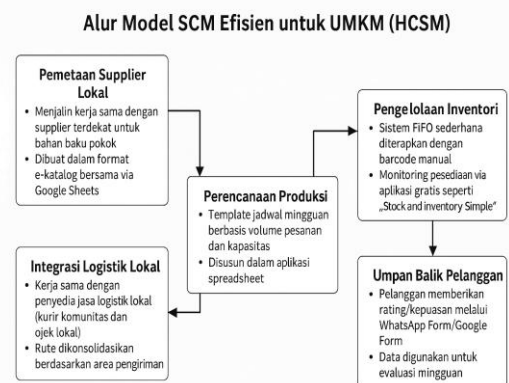 Alur Model SCM Efisien untuk UMKM (HCSM)
Pemetaan Supplier
Lokal
• Menjalin kerja sama dengan
supplier terdekat untuk
bahan baku pokok
• Dibuat dalam format
e-katalog bersama via
Google Sheets
Perencanaan Produksi
• Template jadwal mingguan
berbasis volume pesanan
dan kapasitas
• Disusun dalam aplikasi
spreadsheet
Integrasi Logistik Lokal
• Kerja sama dengan
penyedia jasa logistik lokal
(kurir komunitas dan
ojek lokal)
• Rute dikonsolidasikan
berdasarkan area pengiriman
Pengelolaan Inventori
• Sistem FiFO sederhana
diterapkan dengan
barcode manual
• Monitoring pesediaan via
aplikasi gratis seperti
„Stock and inventory Simple“
Umpan Balik Pelanggan
• Pelanggan memberikan
rating/kepuasan melalui
WhatsApp Form/Google
Form
• Data digunakan untuk
evaluasi mingguan